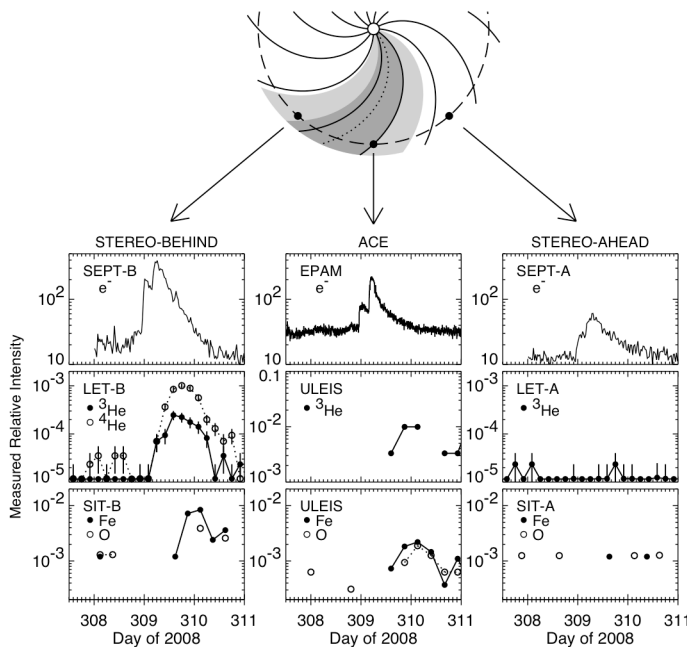 STEREO-BEHIND ACE STEREO-AHEAD
Measured Relative Intensity
SEPT-B
e⁻
10²
10
EPAM
e⁻
10²
10
SEPT-A
e⁻
10²
10
LET-B
³He
⁴He
10⁻³
10⁻⁴
10⁻⁵
ULEIS
³He
0.1
10⁻²
10⁻³
LET-A
³He
10⁻³
10⁻⁴
10⁻⁵
SIT-B
Fe
O
10⁻²
10⁻³
ULEIS
Fe
O
10⁻²
10⁻³
SIT-A
Fe
O
10⁻²
10⁻³
308 309 310 311
Day of 2008
308 309 310 311
Day of 2008
308 309 310 311
Day of 2008